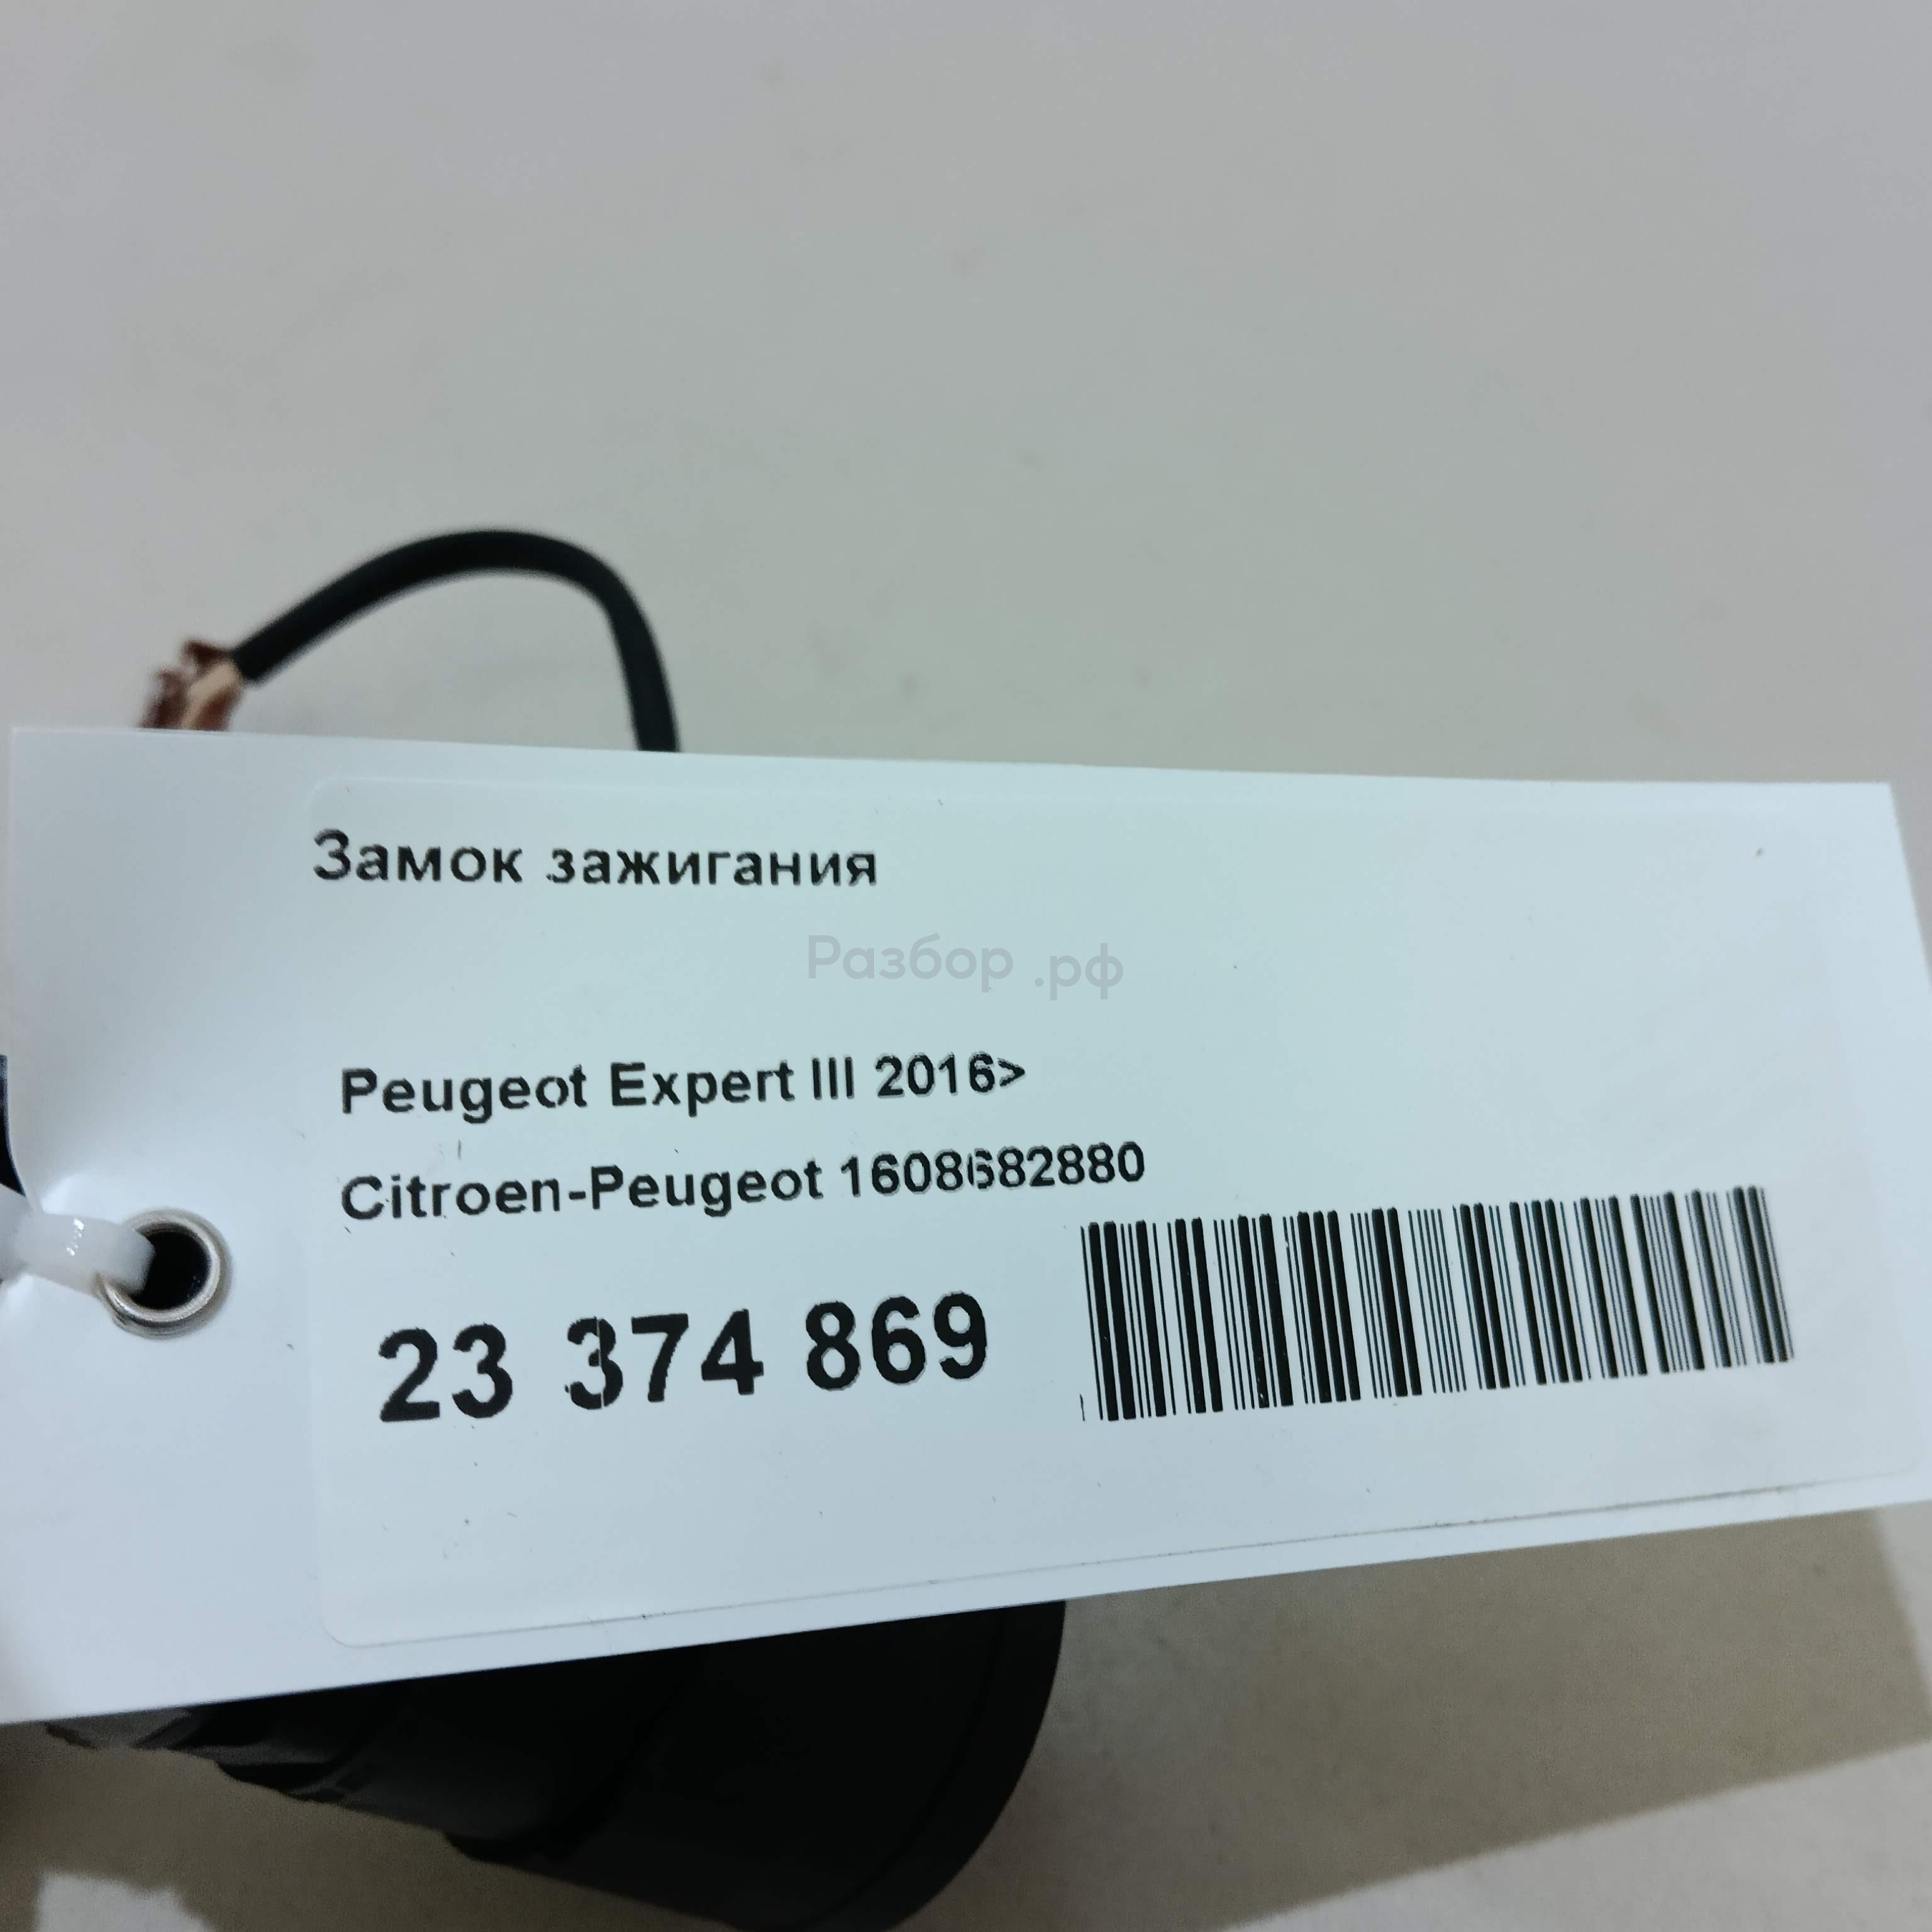 Замок зажигания
Разбор .рф
Peugeot Expert III 2016>
Citroen-Peugeot 1608682880
23 374 869